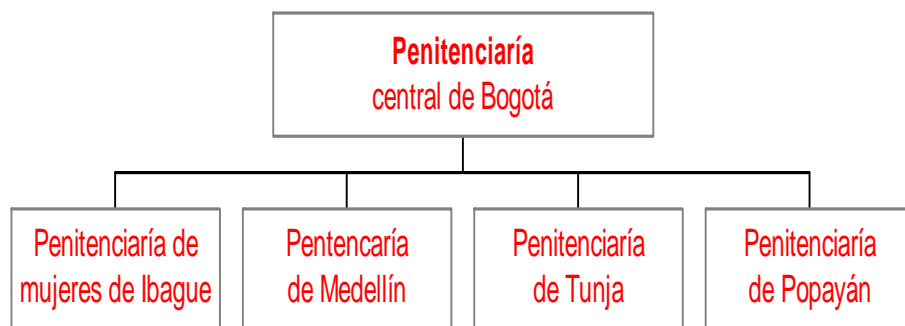 Penitenciaría
central de Bogotá
Penitenciaría de
mujeres de Ibague
Pentencaría
de Medellín
Penitenciaría
de Tunja
Penitenciaría
de Popayán